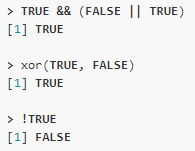 > TRUE && (FALSE || TRUE)
[1] TRUE
> xor(TRUE, FALSE)
[1] TRUE
> !TRUE
[1] FALSE